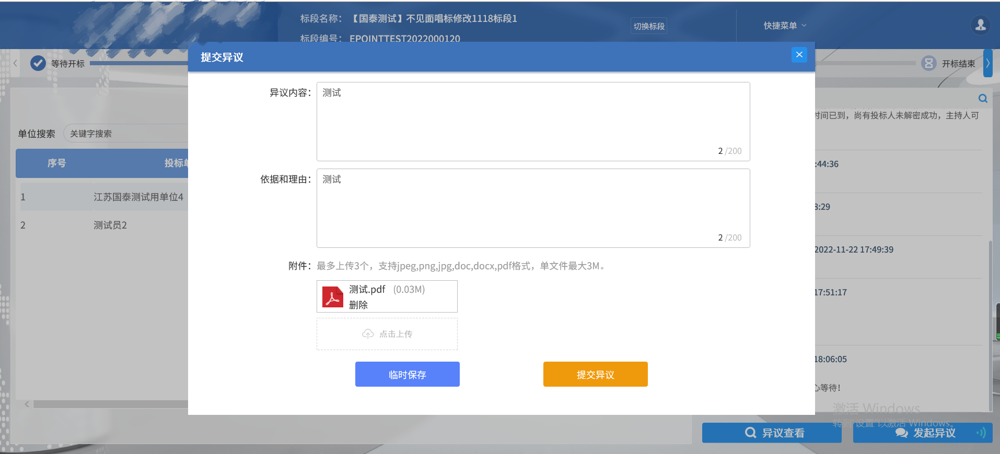 标段名称： 【国泰测试】不见面唱标修改1118标段1
切换标段
快捷菜单
标段编号： EPOINTTEST2022000120
提交异议
等待开标
开标结束
异议内容：
测试
2 /200
时间已到，尚有投标人未解密成功，主持人可
单位搜索
关键字搜索
序号
投标单
:44:36
依据和理由：
测试
2 /200
1
江苏国泰测试用单位4
8:29
2
测试员2
2022-11-22 17:49:39
附件：
最多上传3个，支持jpeg,png,jpg,doc,docx,pdf格式，单文件最大3M。
测试.pdf (0.03M)
删除
17:51:17
点击上传
18:06:05
临时保存
提交异议
心等待！
激活 Windows
转到"设置"以激活 Windows。
异议查看
发起异议